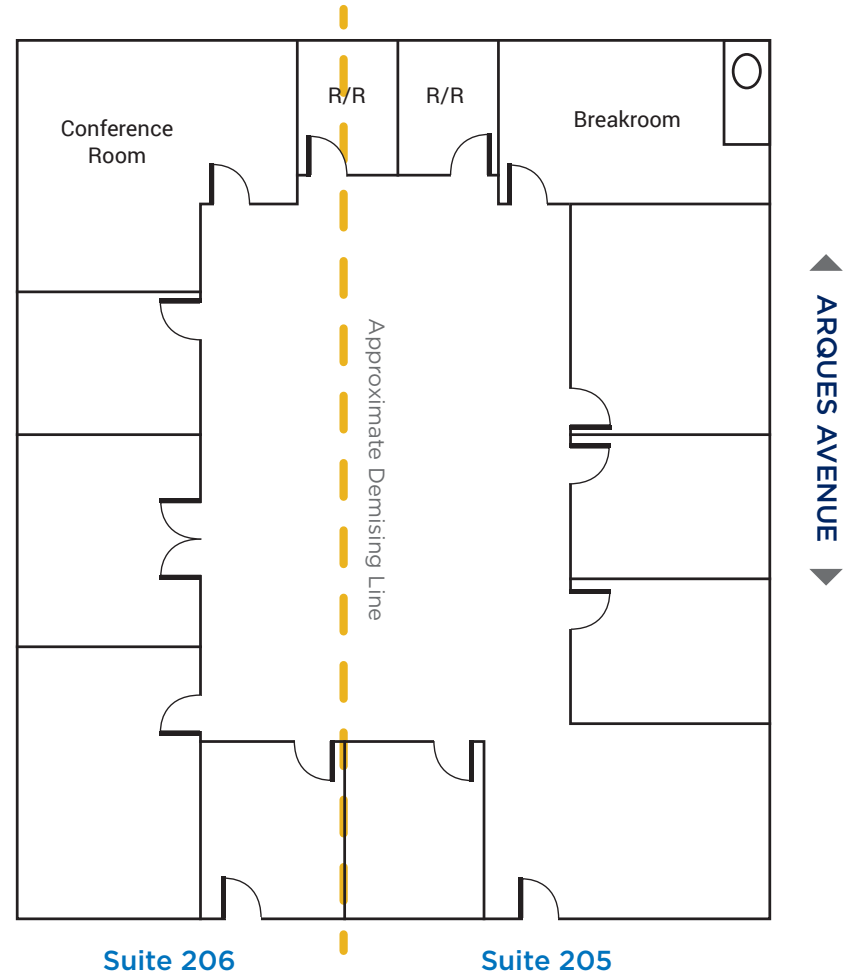 R/R
R/R
Conference
Room
Breakroom
Approximate Demising Line
ARQUES AVENUE
Suite 206
Suite 205